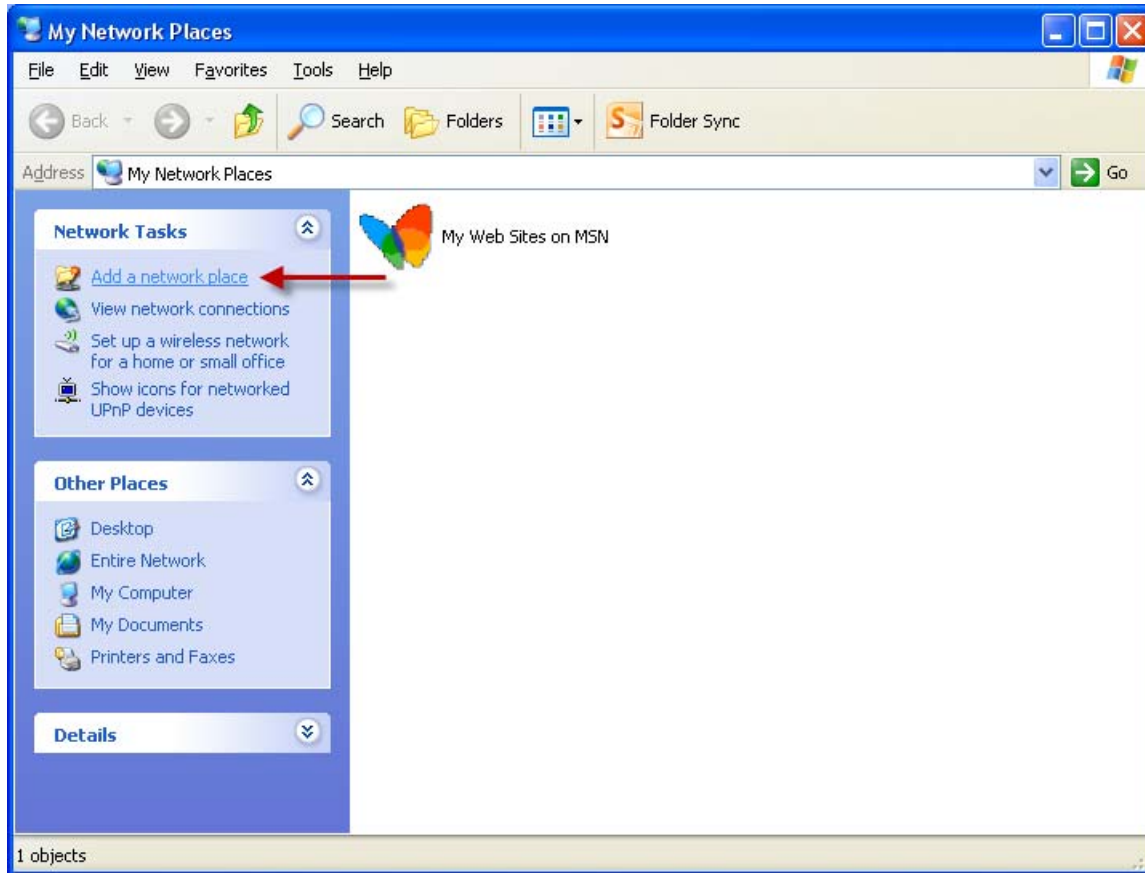 My Network Places
File Edit View Favorites Tools Help
Back Search Folders Folder Sync
Address My Network Places Go
Network Tasks
Add a network place
View network connections
Set up a wireless network
for a home or small office
Show icons for networked
UPnP devices
Other Places
Desktop
Entire Network
My Computer
My Documents
Printers and Faxes
Details
My Web Sites on MSN
1 objects